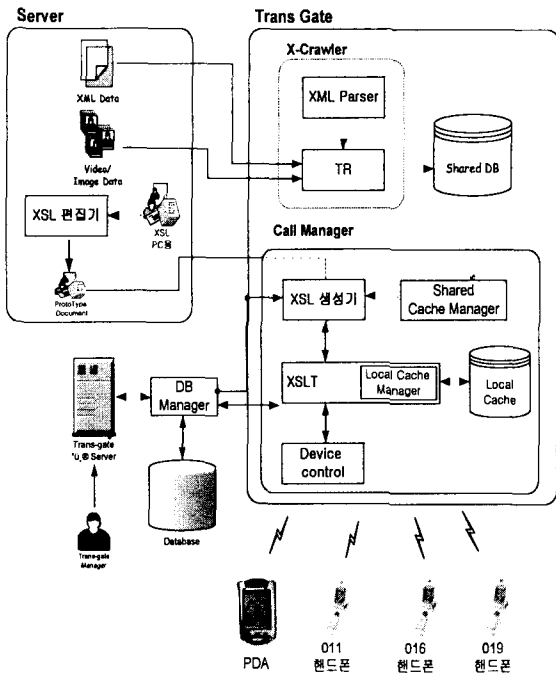 Server
XML Data
Video/
Image Data
XSL 편집기
XSL
PC용
ProtoType
Document
Trans Gate
X-Crawler
XML Parser
TR
Shared DB
Call Manager
XSL 생성기
Shared
Cache Manager
XSLT
Local Cache
Manager
Local
Cache
Device
control
DB
Manager
Trans-gate
Server
Database
Trans-gate
Manager
PDA
011
핸드폰
016
핸드폰
019
핸드폰